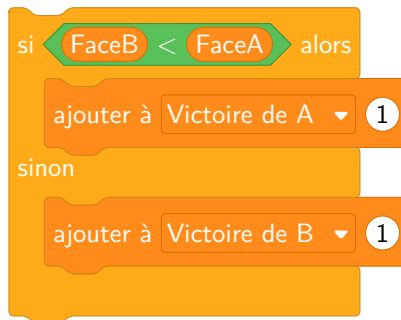 si FaceB < FaceA alors
ajouter à Victoire de A 1
sinon
ajouter à Victoire de B 1